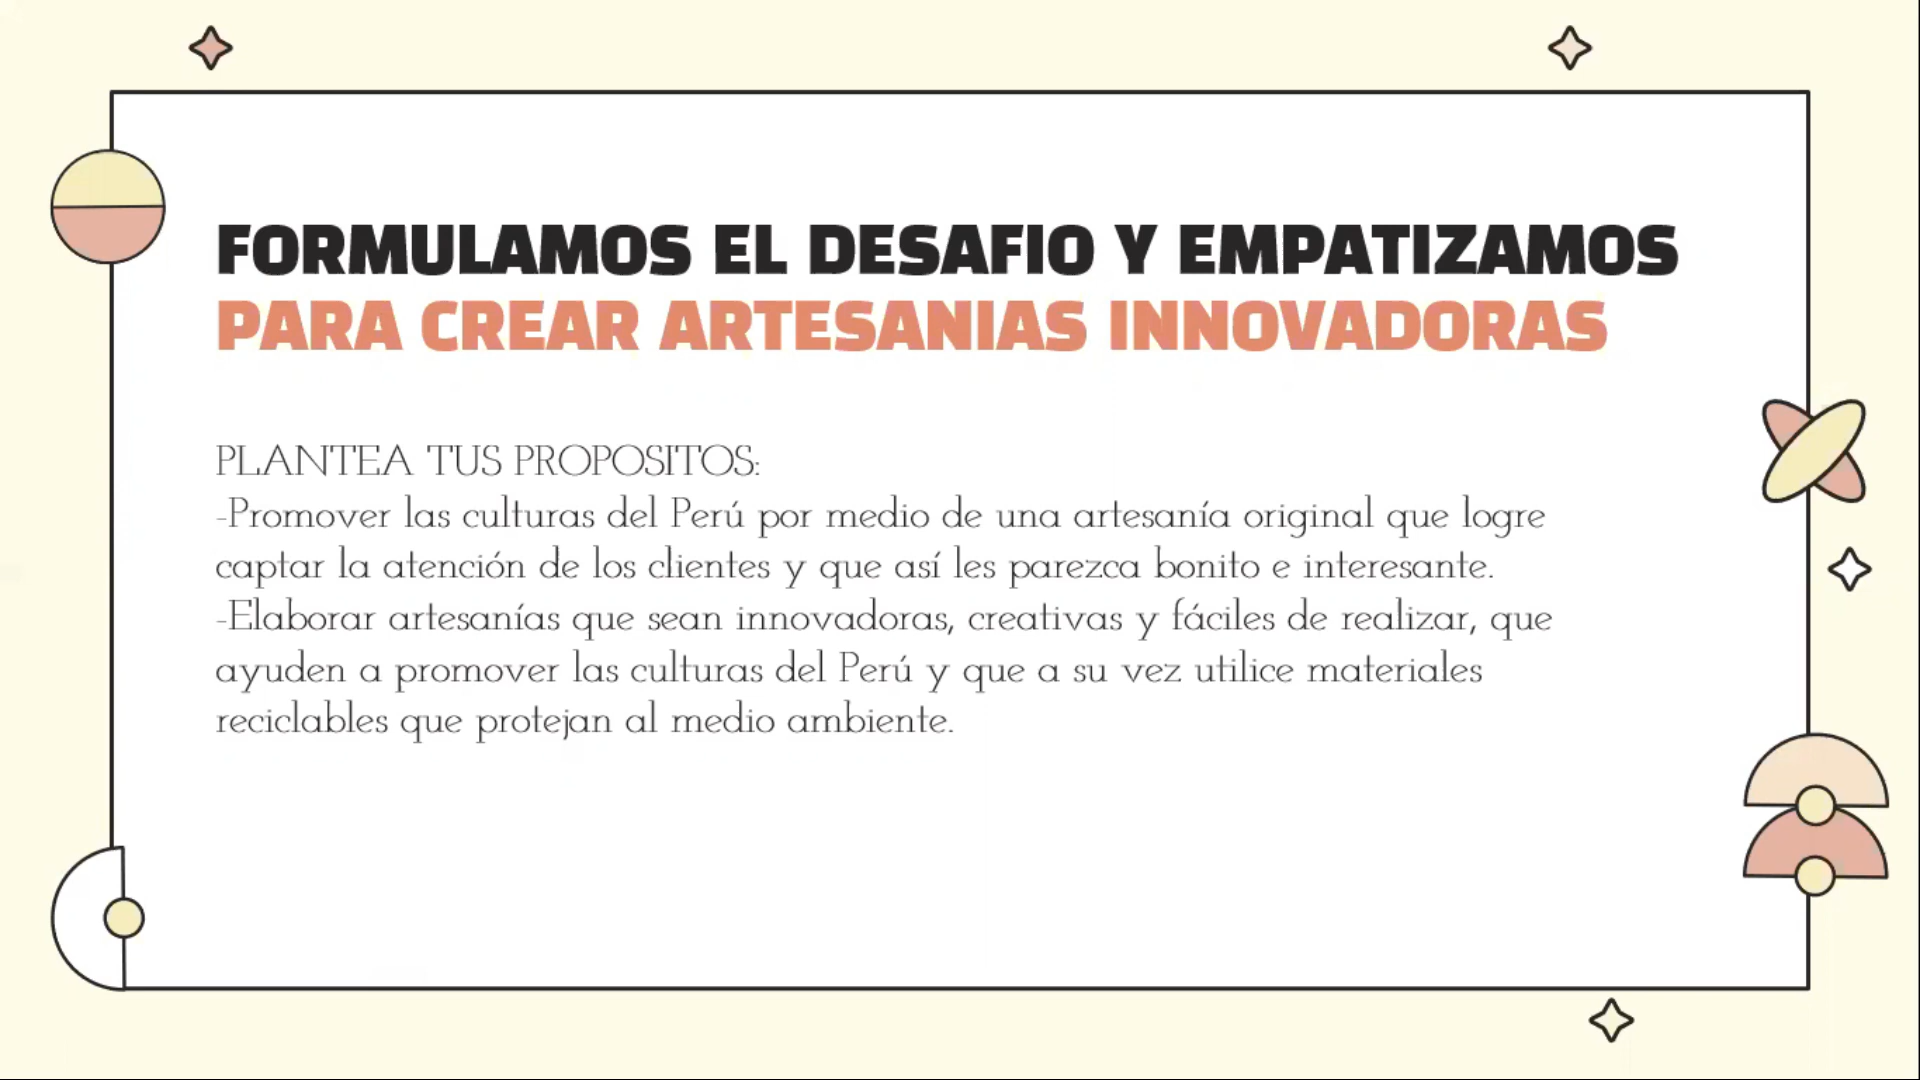 FORMULAMOS EL DESAFIO Y EMPATIZAMOS
PARA CREAR ARTESANIAS INNOVADORAS
PLANTEA TUS PROPOSITOS:
-Promover las culturas del Perú por medio de una artesanía original que logre
captar la atención de los clientes y que así les parezca bonito e interesante.
-Elaborar artesanías que sean innovadoras, creativas y fáciles de realizar, que
ayuden a promover las culturas del Perú y que a su vez utilice materiales
reciclables que protejan al medio ambiente.